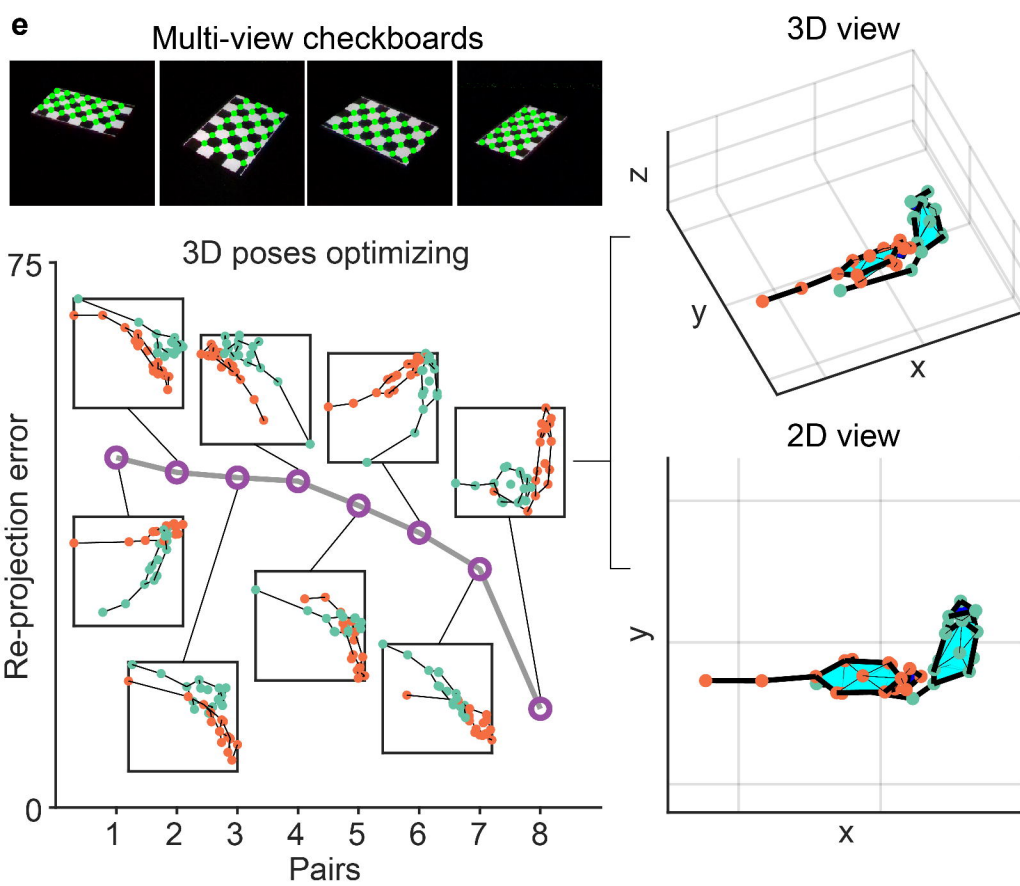 e
Multi-view checkboards
3D view
z
y
x
3D poses optimizing
75
Re-projection error
0
1 2 3 4 5 6 7 8
Pairs
2D view
y
x